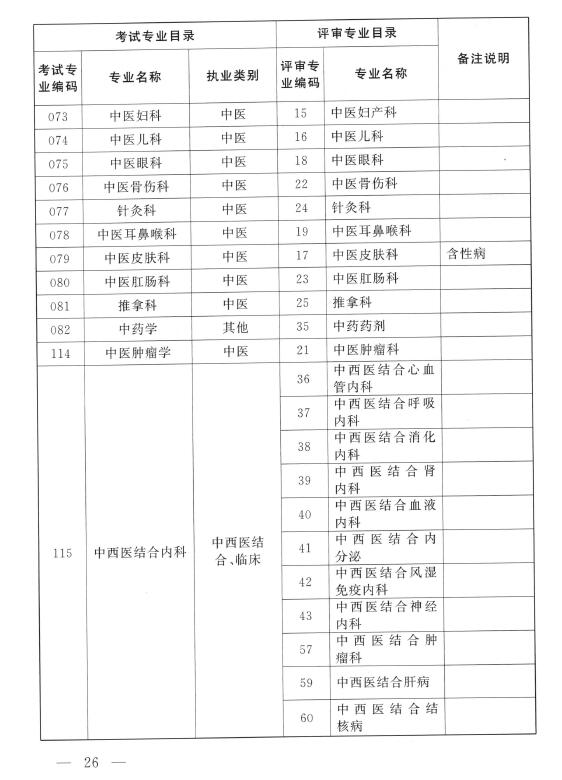 考试专业目录 评审专业目录 备注说明
考试专业编码 专业名称 执业类别 评审专业编码 专业名称
073 中医妇科 中医 15 中医妇产科
074 中医儿科 中医 16 中医儿科
075 中医眼科 中医 18 中医眼科
076 中医骨伤科 中医 22 中医骨伤科
077 针灸科 中医 24 针灸科
078 中医耳鼻喉科 中医 19 中医耳鼻喉科
079 中医皮肤科 中医 17 中医皮肤科 含性病
080 中医肛肠科 中医 23 中医肛肠科
081 推拿科 中医 25 推拿科
082 中药学 其他 35 中药药剂
114 中医肿瘤学 中医 21 中医肿瘤科
115 中西医结合内科 中西医结合、临床
36 中西医结合心血管内科
37 中西医结合呼吸内科
38 中西医结合消化内科
39 中西医结合肾内科
40 中西医结合血液内科
41 中西医结合内分泌
42 中西医结合风湿免疫内科
43 中西医结合神经内科
57 中西医结合肿瘤科
59 中西医结合肝病
60 中西医结合结核病
— 26 —